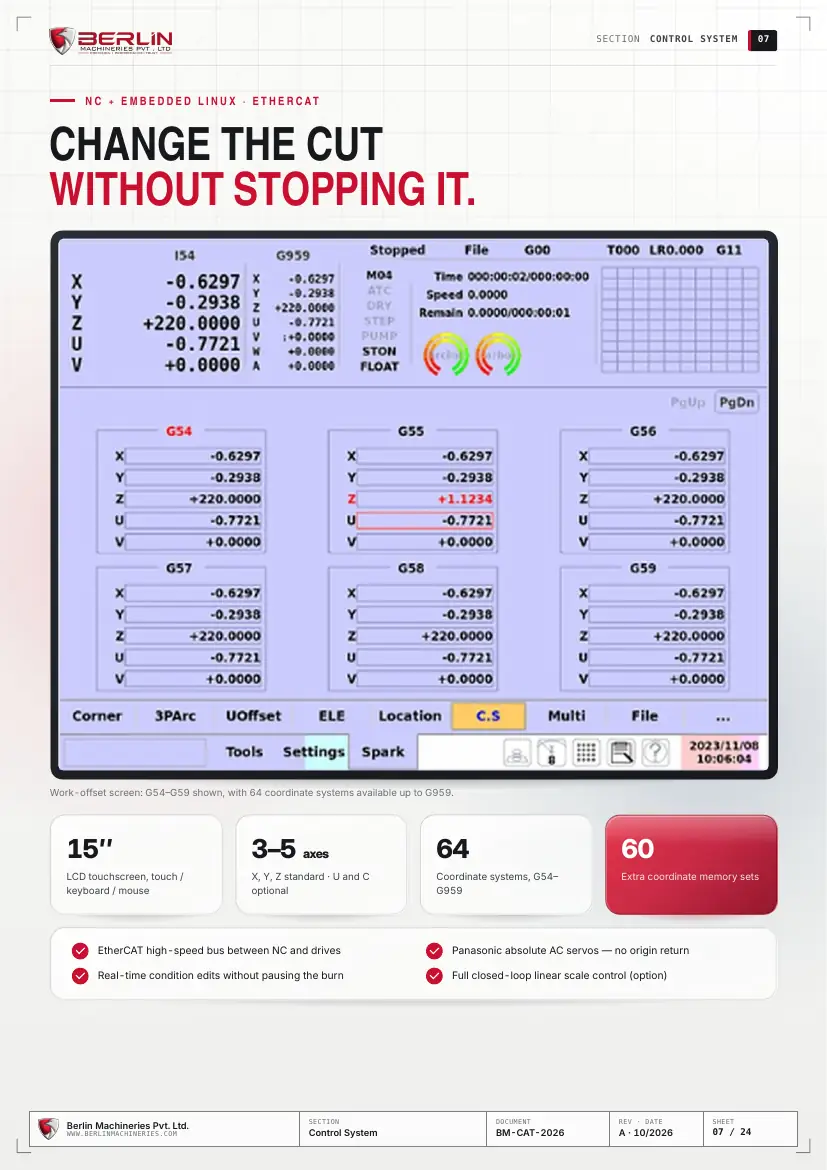 BERLIN
MACHINERIES PVT . LTD
SECTION CONTROL SYSTEM 07
NC + EMBEDDED LINUX · ETHERCAT
CHANGE THE CUT
WITHOUT STOPPING IT.
I54 G959 Stopped File G00 T000 LR0.000 G11
X -0.6297 X -0.6297 M04 Time 000:00:02/000:00:00
Y -0.2938 Y -0.2938 ATC Speed 0.0000
Z +220.0000 Z +220.0000 DRY Remain 0.0000/000:00:01
U -0.7721 U -0.7721 STEP
V +0.0000 V +0.0000 PUMP
W +0.0000 STON
A +0.0000 FLOAT
PgUp PgDn
G54 G55 G56
X -0.6297 X -0.6297 X -0.6297
Y -0.2938 Y -0.2938 Y -0.2938
Z +220.0000 Z +1.1234 Z +220.0000
U -0.7721 U -0.7721 U -0.7721
V +0.0000 V +0.0000 V +0.0000
G57 G58 G59
X -0.6297 X -0.6297 X -0.6297
Y -0.2938 Y -0.2938 Y -0.2938
Z +220.0000 Z +220.0000 Z +220.0000
U -0.7721 U -0.7721 U -0.7721
V +0.0000 V +0.0000 V +0.0000
Corner 3PArc UOffset ELE Location C.S Multi File ...
Tools Settings Spark 8 ? 2023/11/08
10:06:04
Work-offset screen: G54–G59 shown, with 64 coordinate systems available up to G959.
15″
LCD touchscreen, touch /
keyboard / mouse
3–5 axes
X, Y, Z standard · U and C
optional
64
Coordinate systems, G54–
G959
60
Extra coordinate memory sets
EtherCAT high-speed bus between NC and drives
Real-time condition edits without pausing the burn
Panasonic absolute AC servos — no origin return
Full closed-loop linear scale control (option)
Berlin Machineries Pvt. Ltd.
WWW.BERLINMACHINERIES.COM
SECTION
Control System
DOCUMENT
BM-CAT-2026
REV · DATE
A · 10/2026
SHEET
07 / 24